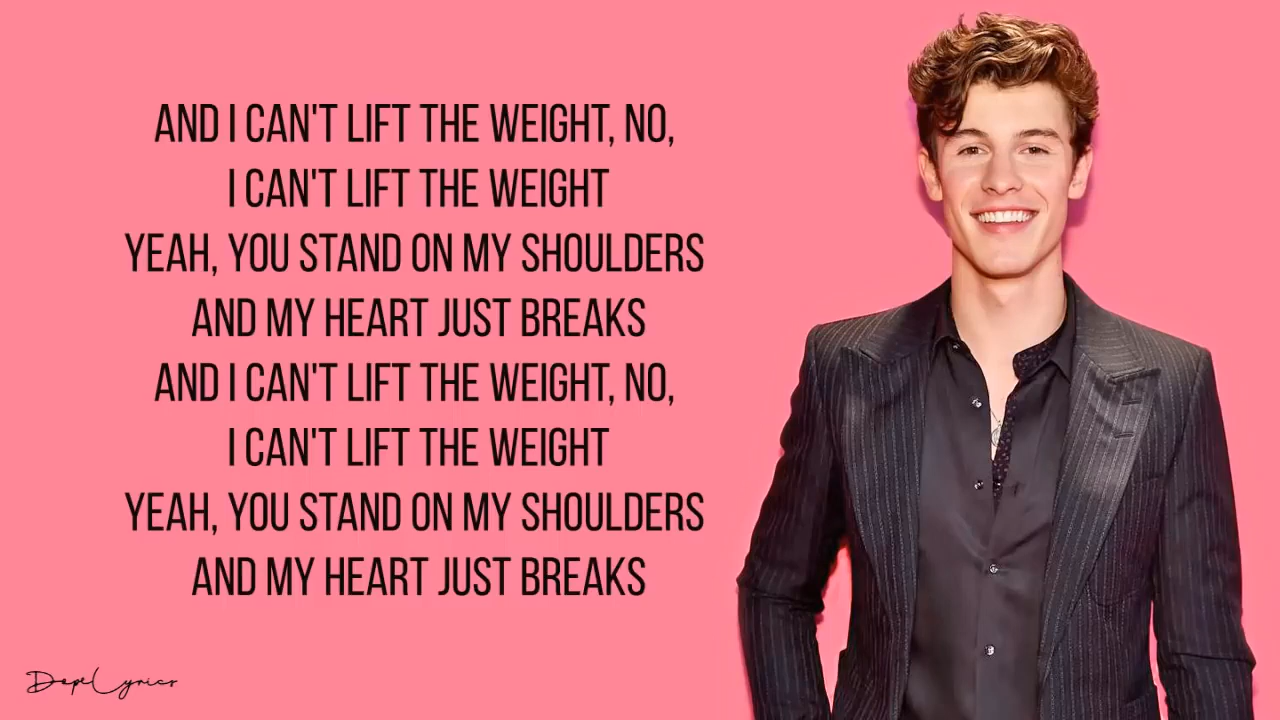 AND I CAN'T LIFT THE WEIGHT, NO,
I CAN'T LIFT THE WEIGHT
YEAH, YOU STAND ON MY SHOULDERS
AND MY HEART JUST BREAKS
AND I CAN'T LIFT THE WEIGHT, NO,
I CAN'T LIFT THE WEIGHT
YEAH, YOU STAND ON MY SHOULDERS
AND MY HEART JUST BREAKS
DopeLyrics